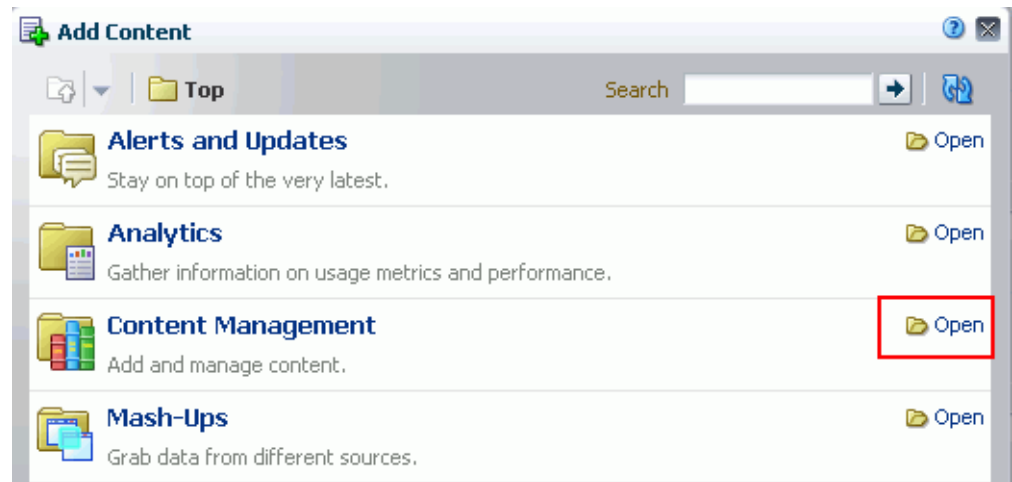 Add Content
Top Search
Alerts and Updates Open
Stay on top of the very latest.
Analytics Open
Gather information on usage metrics and performance.
Content Management Open
Add and manage content.
Mash-Ups Open
Grab data from different sources.